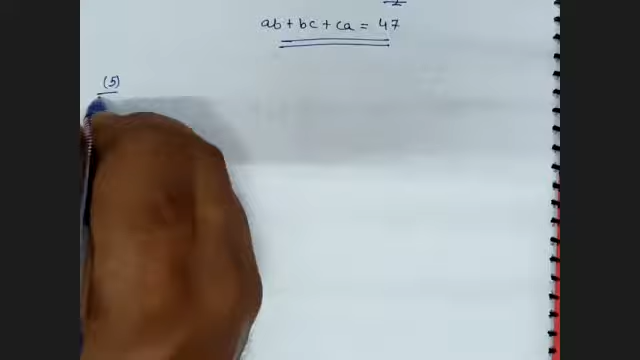 ab + bc + ca = 47
(5)